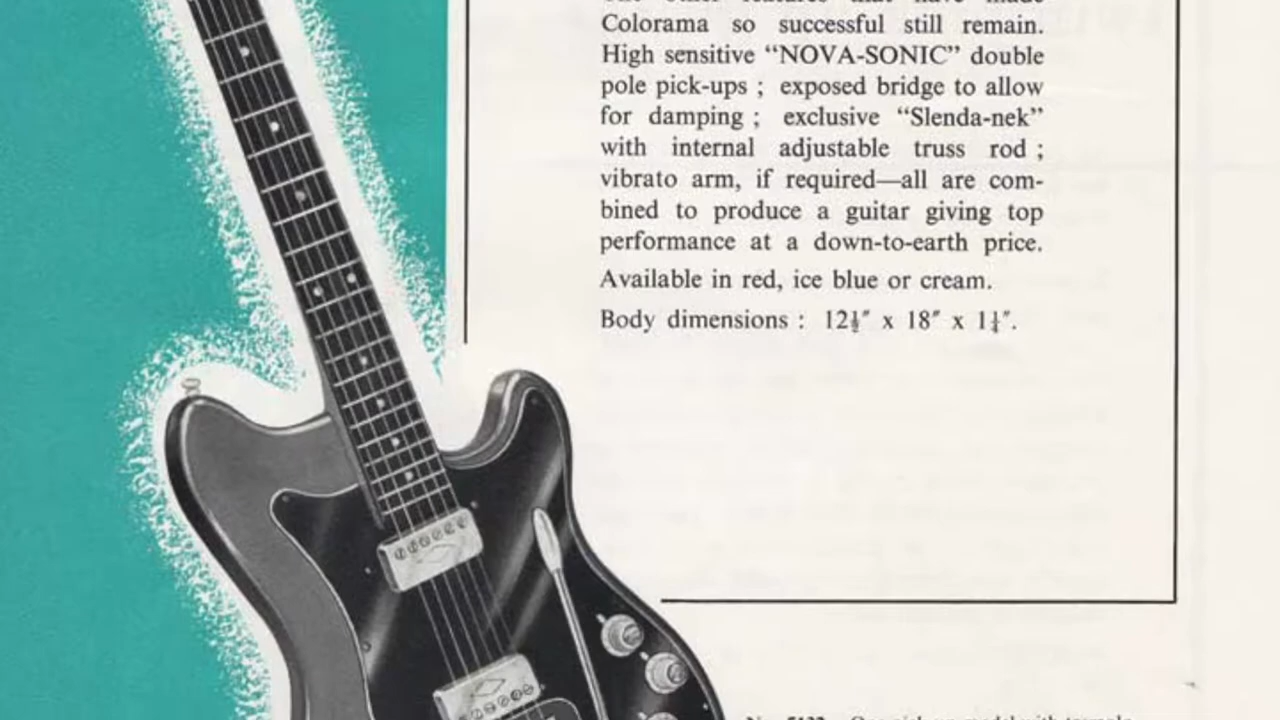 Colorama so successful still remain.
High sensitive “NOVA-SONIC” double
pole pick-ups ; exposed bridge to allow
for damping ; exclusive “Slenda-nek”
with internal adjustable truss rod ;
vibrato arm, if required—all are com-
bined to produce a guitar giving top
performance at a down-to-earth price.
Available in red, ice blue or cream.
Body dimensions : 12½″ x 18″ x 1¼″.